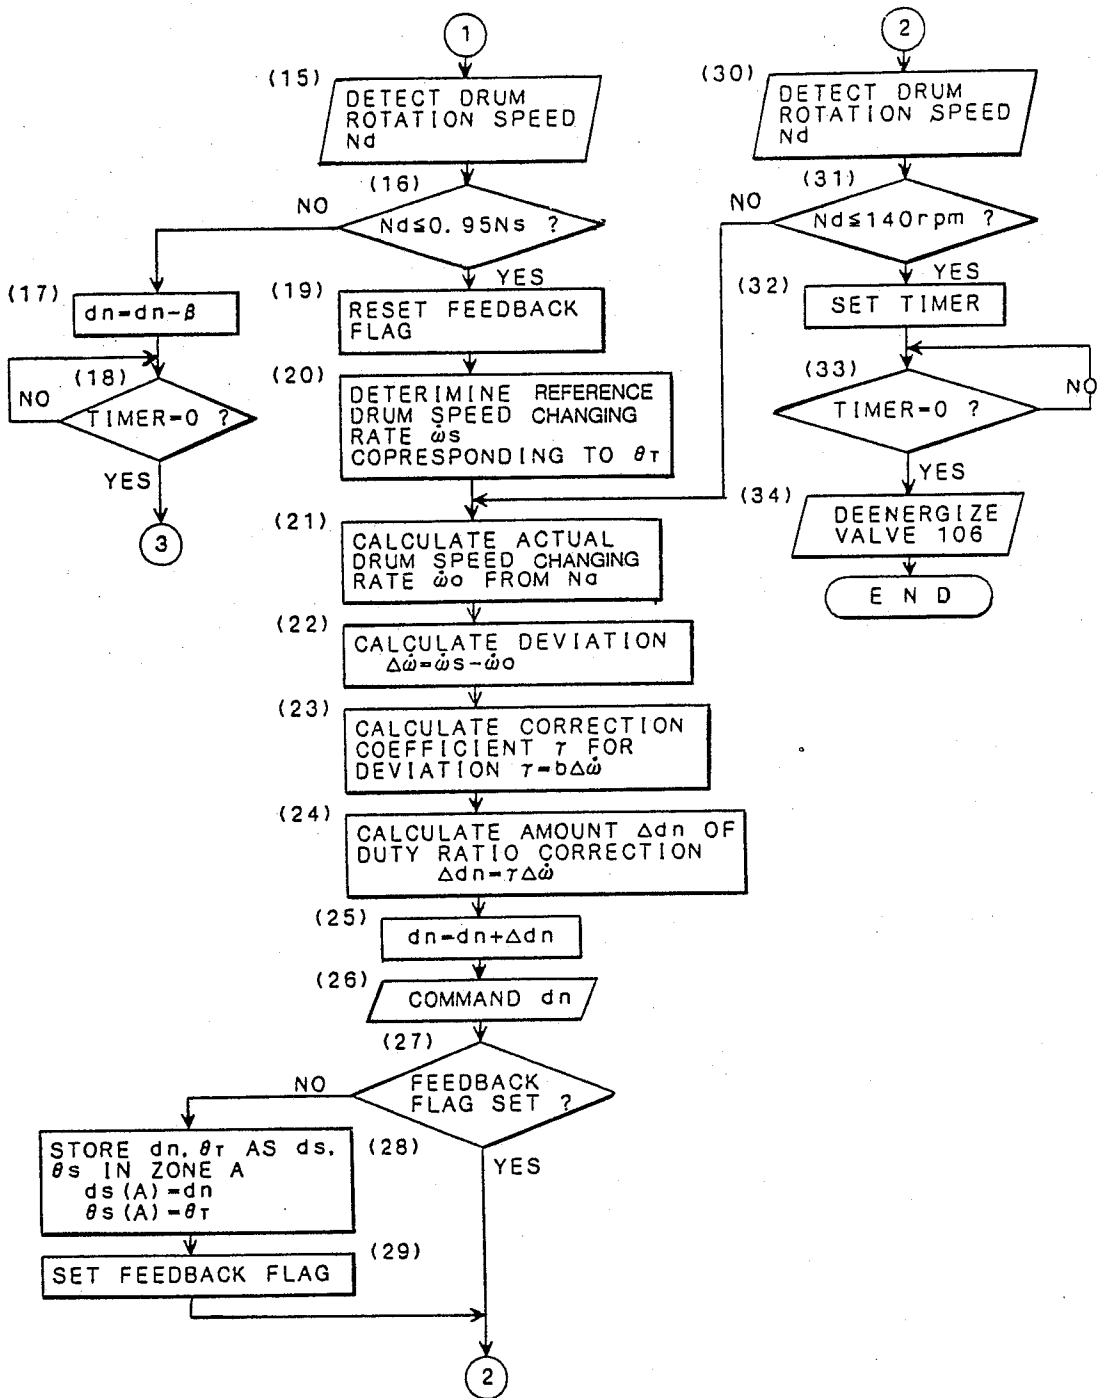 1
(15)
DETECT DRUM
ROTATION SPEED
Nd
(16)
Nd≦0.95Ns ?
NO
YES
(17)
dn=dn-β
(18)
TIMER=0 ?
NO
YES
3
(19)
RESET FEEDBACK
FLAG
(20)
DETERIMINE REFERENCE
DRUM SPEED CHANGING
RATE ω̇s
COPRESPONDING TO θT
(21)
CALCULATE ACTUAL
DRUM SPEED CHANGING
RATE ω̇o FROM Nd
(22)
CALCULATE DEVIATION
Δω̇=ω̇s-ω̇o
(23)
CALCULATE CORRECTION
COEFFICIENT τ FOR
DEVIATION τ=bΔω̇
(24)
CALCULATE AMOUNT Δdn OF
DUTY RATIO CORRECTION
Δdn=τΔω̇
(25)
dn=dn+Δdn
(26)
COMMAND dn
(27)
FEEDBACK
FLAG SET ?
NO
YES
(28)
STORE dn, θT AS ds,
θs IN ZONE A
ds(A)=dn
θs(A)=θT
(29)
SET FEEDBACK FLAG
2
2
(30)
DETECT DRUM
ROTATION SPEED
Nd
(31)
Nd≦140rpm ?
NO
YES
(32)
SET TIMER
(33)
TIMER=0 ?
NO
YES
(34)
DEENERGIZE
VALVE 106
END